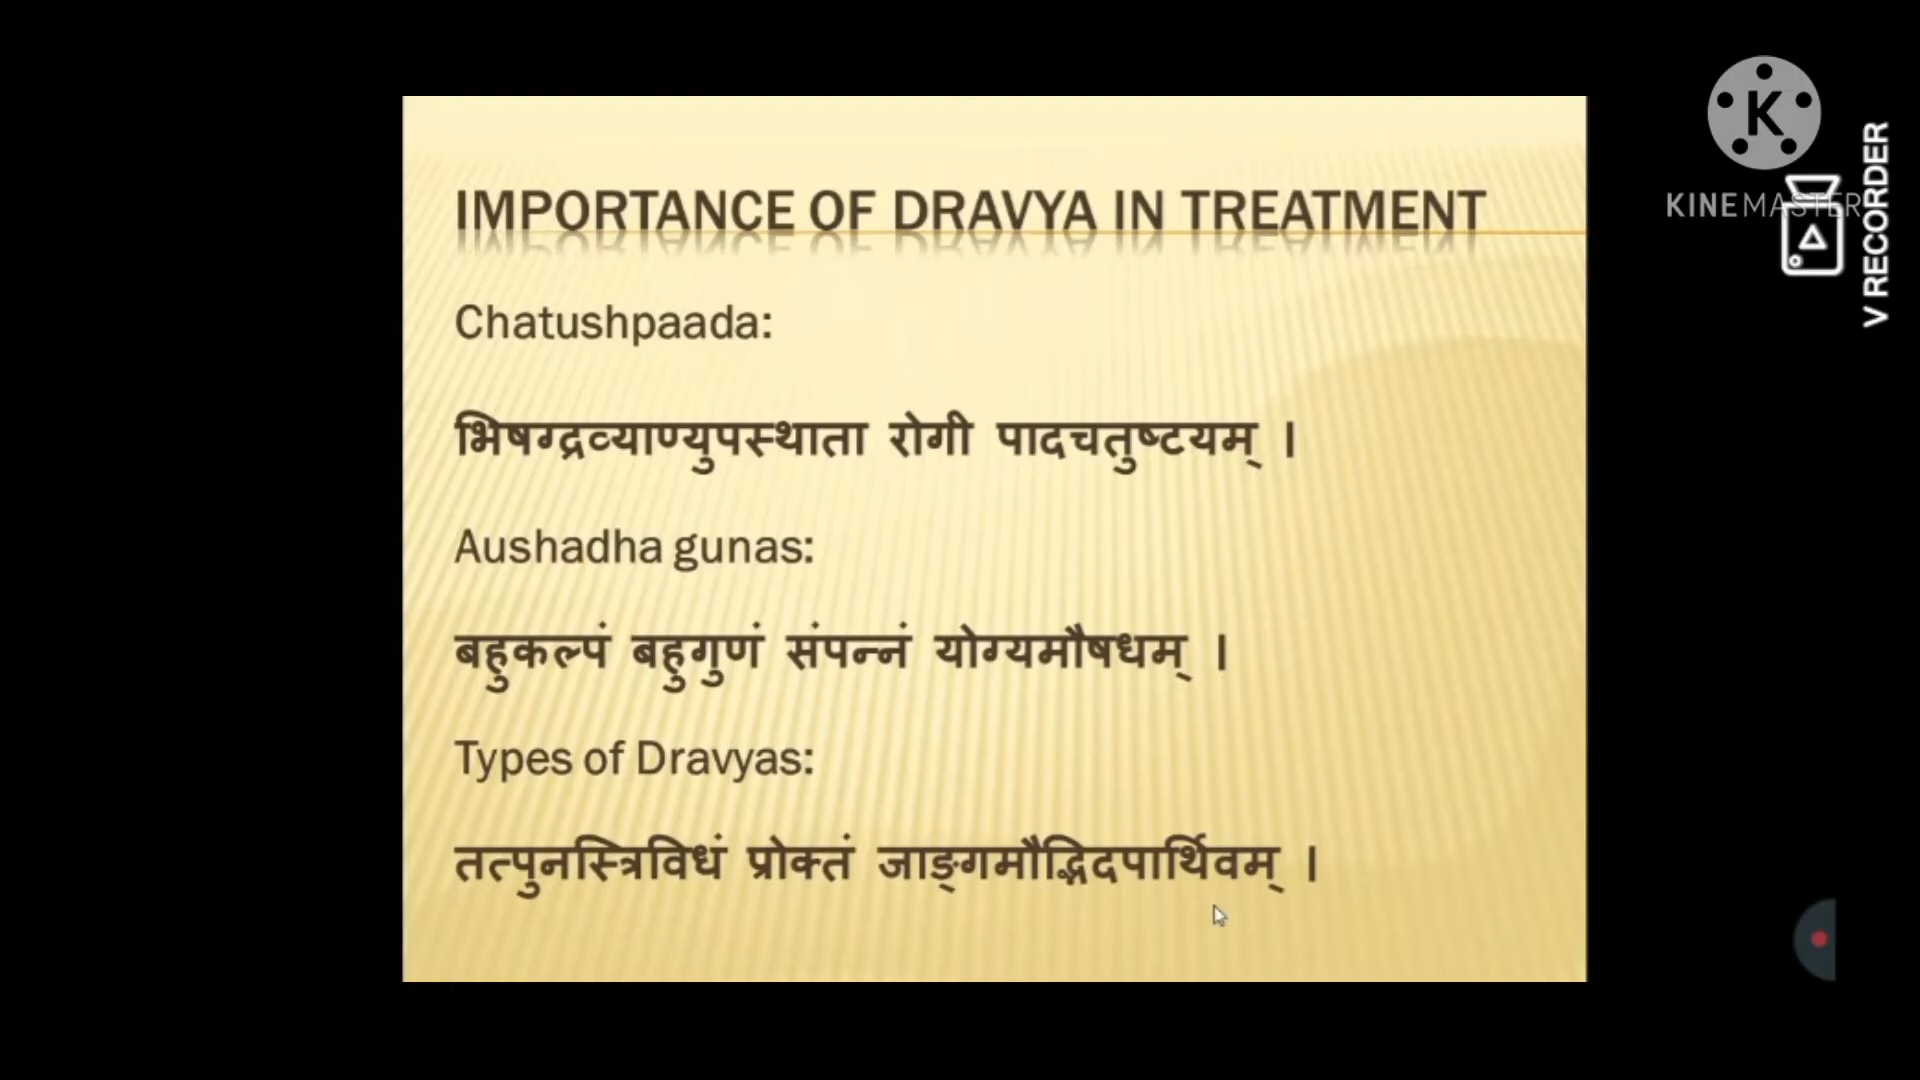 IMPORTANCE OF DRAVYA IN TREATMENT
Chatushpaada:
भिषग्द्रव्याण्युपस्थाता रोगी पादचतुष्टयम् ।
Aushadha gunas:
बहुकल्पं बहुगुणं संपन्नं योग्यमौषधम् ।
Types of Dravyas:
तत्पुनस्त्रिविधं प्रोक्तं जाङ्गमौद्भिदपार्थिवम् ।
K
KINEMASTER
V RECORDER